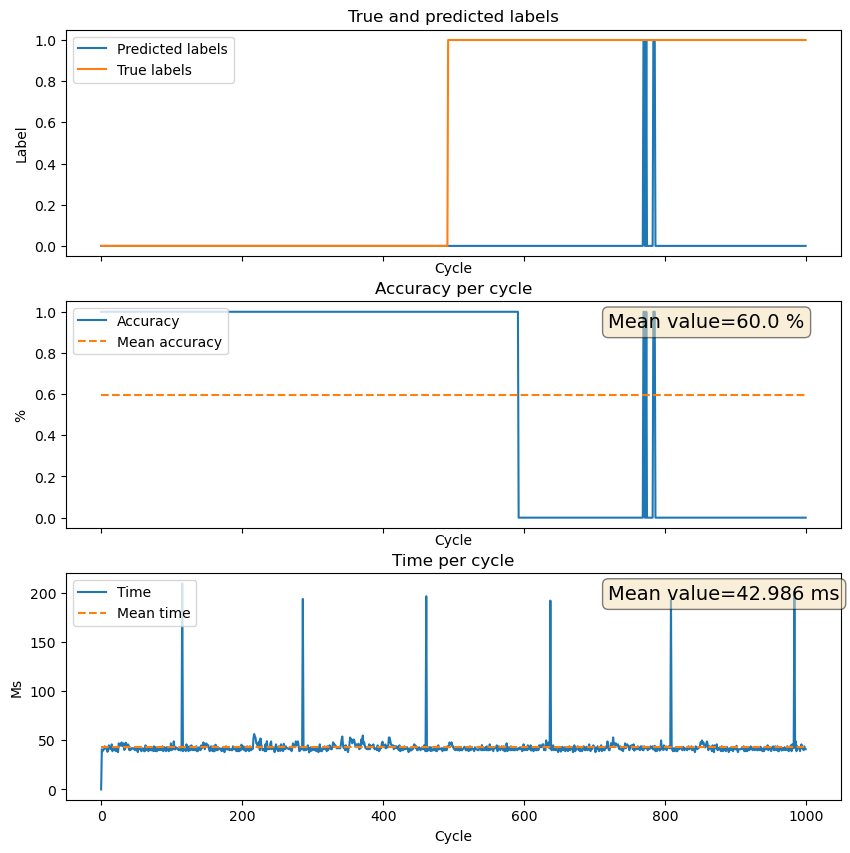 True and predicted labels
1.0
0.8
0.6
0.4
0.2
0.0
Label
Predicted labels
True labels
Cycle
Accuracy per cycle
1.0
0.8
0.6
0.4
0.2
0.0
%
Accuracy
Mean accuracy
Mean value=60.0 %
Cycle
Time per cycle
200
150
100
50
0
Ms
Time
Mean time
Mean value=42.986 ms
0 200 400 600 800 1000
Cycle